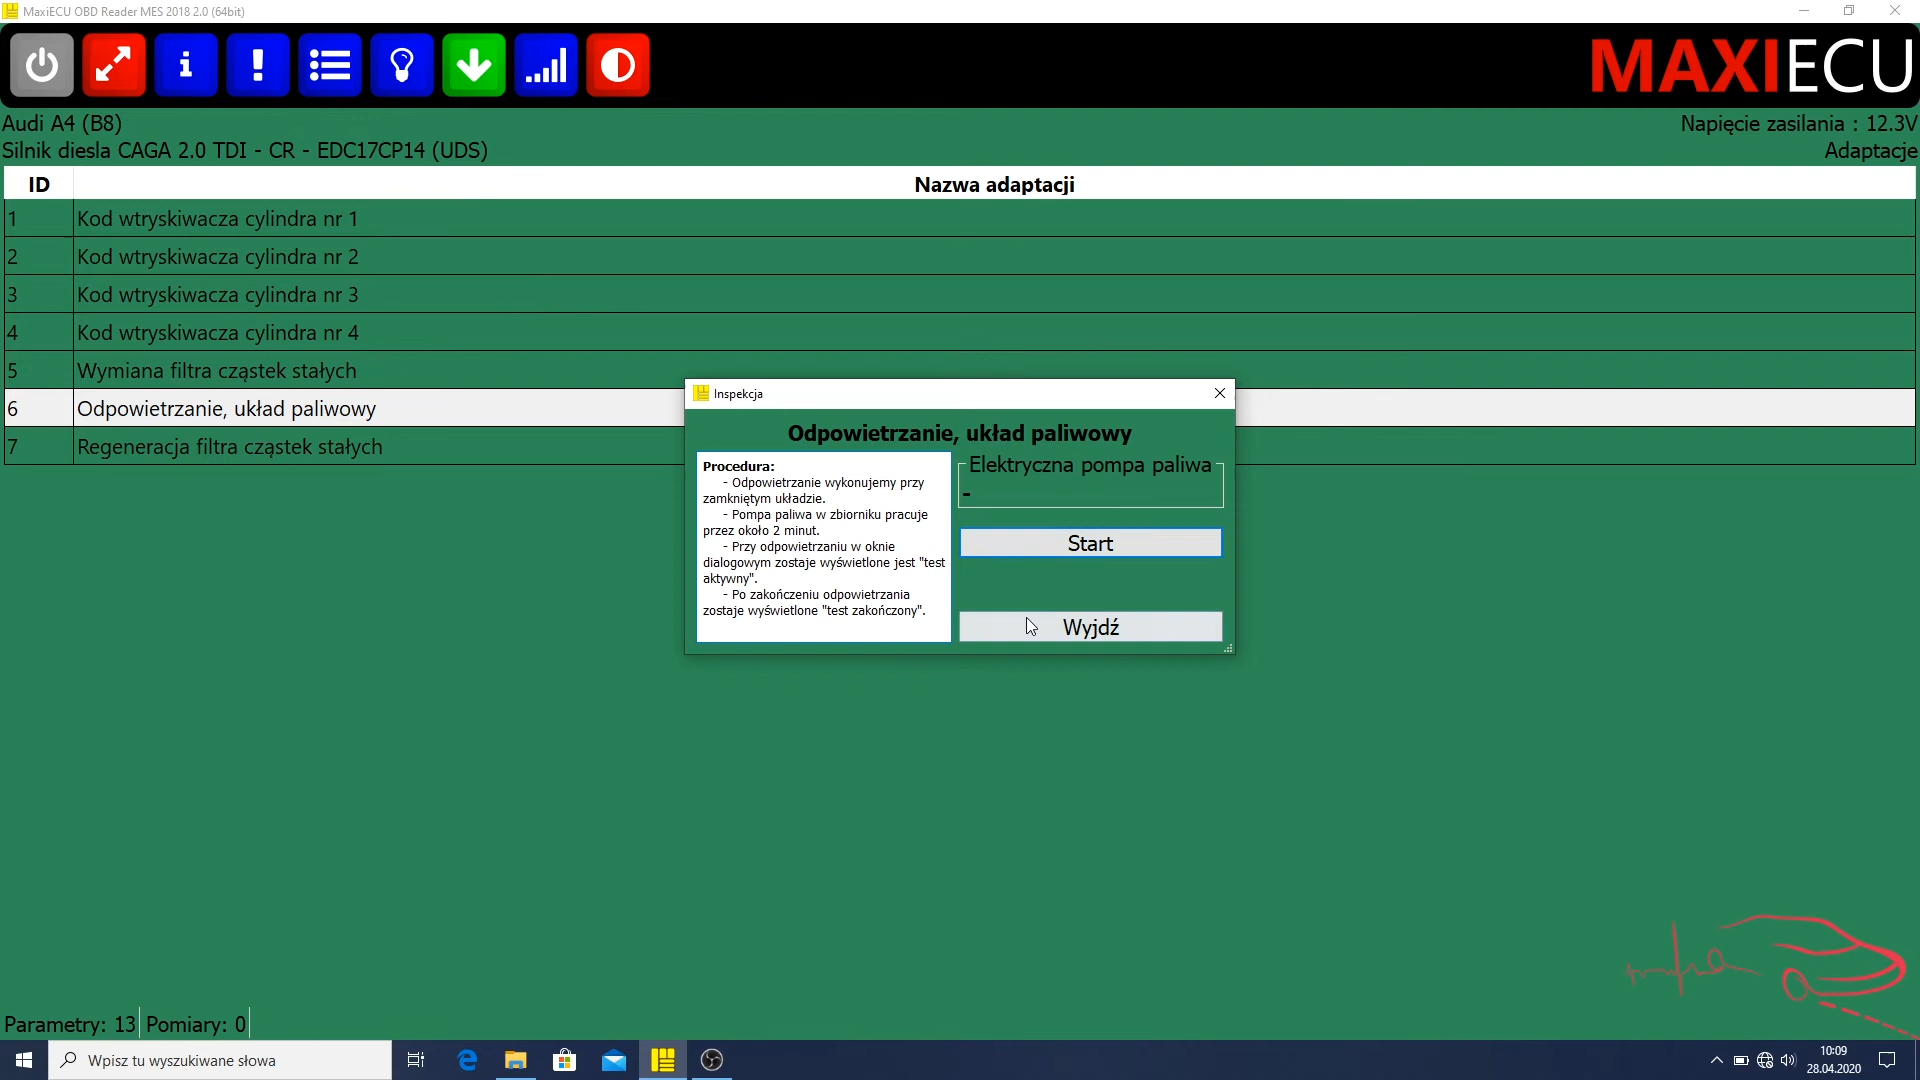 MaxiECU OBD Reader MES 2018 2.0 (64bit)
MAXIECU
Audi A4 (B8)
Napięcie zasilania : 12.3V
Silnik diesla CAGA 2.0 TDI - CR - EDC17CP14 (UDS)
Adaptacje
ID Nazwa adaptacji
1 Kod wtryskiwacza cylindra nr 1
2 Kod wtryskiwacza cylindra nr 2
3 Kod wtryskiwacza cylindra nr 3
4 Kod wtryskiwacza cylindra nr 4
5 Wymiana filtra cząstek stałych
6 Odpowietrzanie, układ paliwowy
7 Regeneracja filtra cząstek stałych
Inspekcja
Odpowietrzanie, układ paliwowy
Procedura:
- Odpowietrzanie wykonujemy przy
zamkniętym układzie.
- Pompa paliwa w zbiorniku pracuje
przez około 2 minut.
- Przy odpowietrzaniu w oknie
dialogowym zostaje wyświetlone jest "test
aktywny".
- Po zakończeniu odpowietrzania
zostaje wyświetlone "test zakończony".
Elektryczna pompa paliwa
-
Start
Wyjdź
Parametry: 13 Pomiary: 0
Wpisz tu wyszukiwane słowa
10:09
28.04.2020